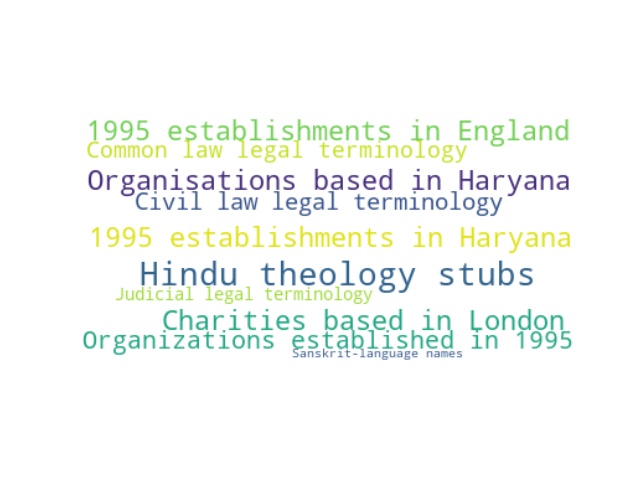 1995 establishments in England
Common law legal terminology
Organisations based in Haryana
Civil law legal terminology
1995 establishments in Haryana
Hindu theology stubs
Judicial legal terminology
Charities based in London
Organizations established in 1995
Sanskrit-language names